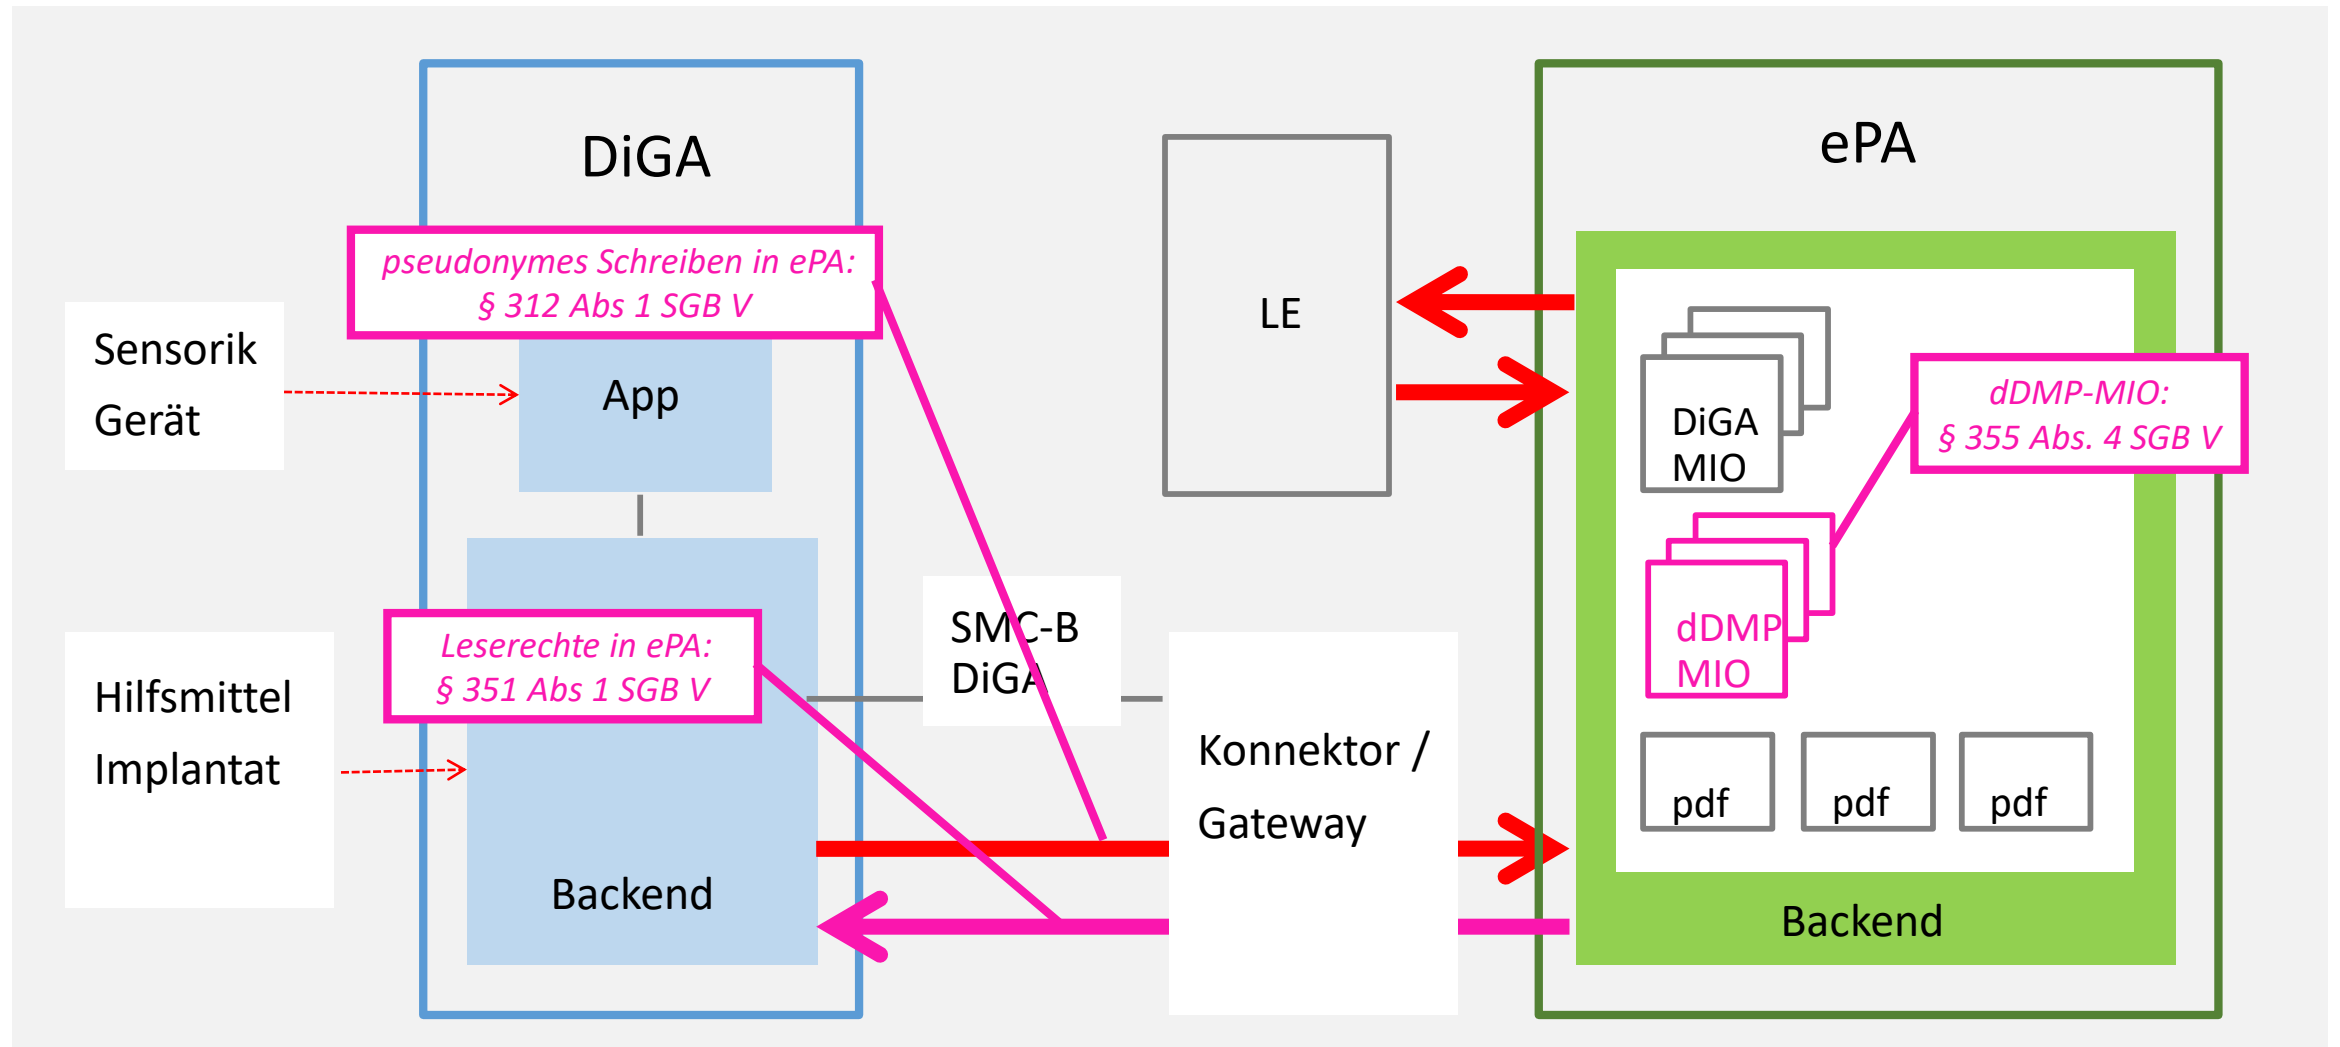 DiGA
pseudonymes Schreiben in ePA:
§ 312 Abs 1 SGB V
Sensorik
Gerät
App
Leserechte in ePA:
§ 351 Abs 1 SGB V
Hilfsmittel
Implantat
Backend
SMC-B
DiGA
LE
Konnektor /
Gateway
ePA
DiGA
MIO
dDMP-MIO:
§ 355 Abs. 4 SGB V
dDMP
MIO
pdf
pdf
pdf
Backend